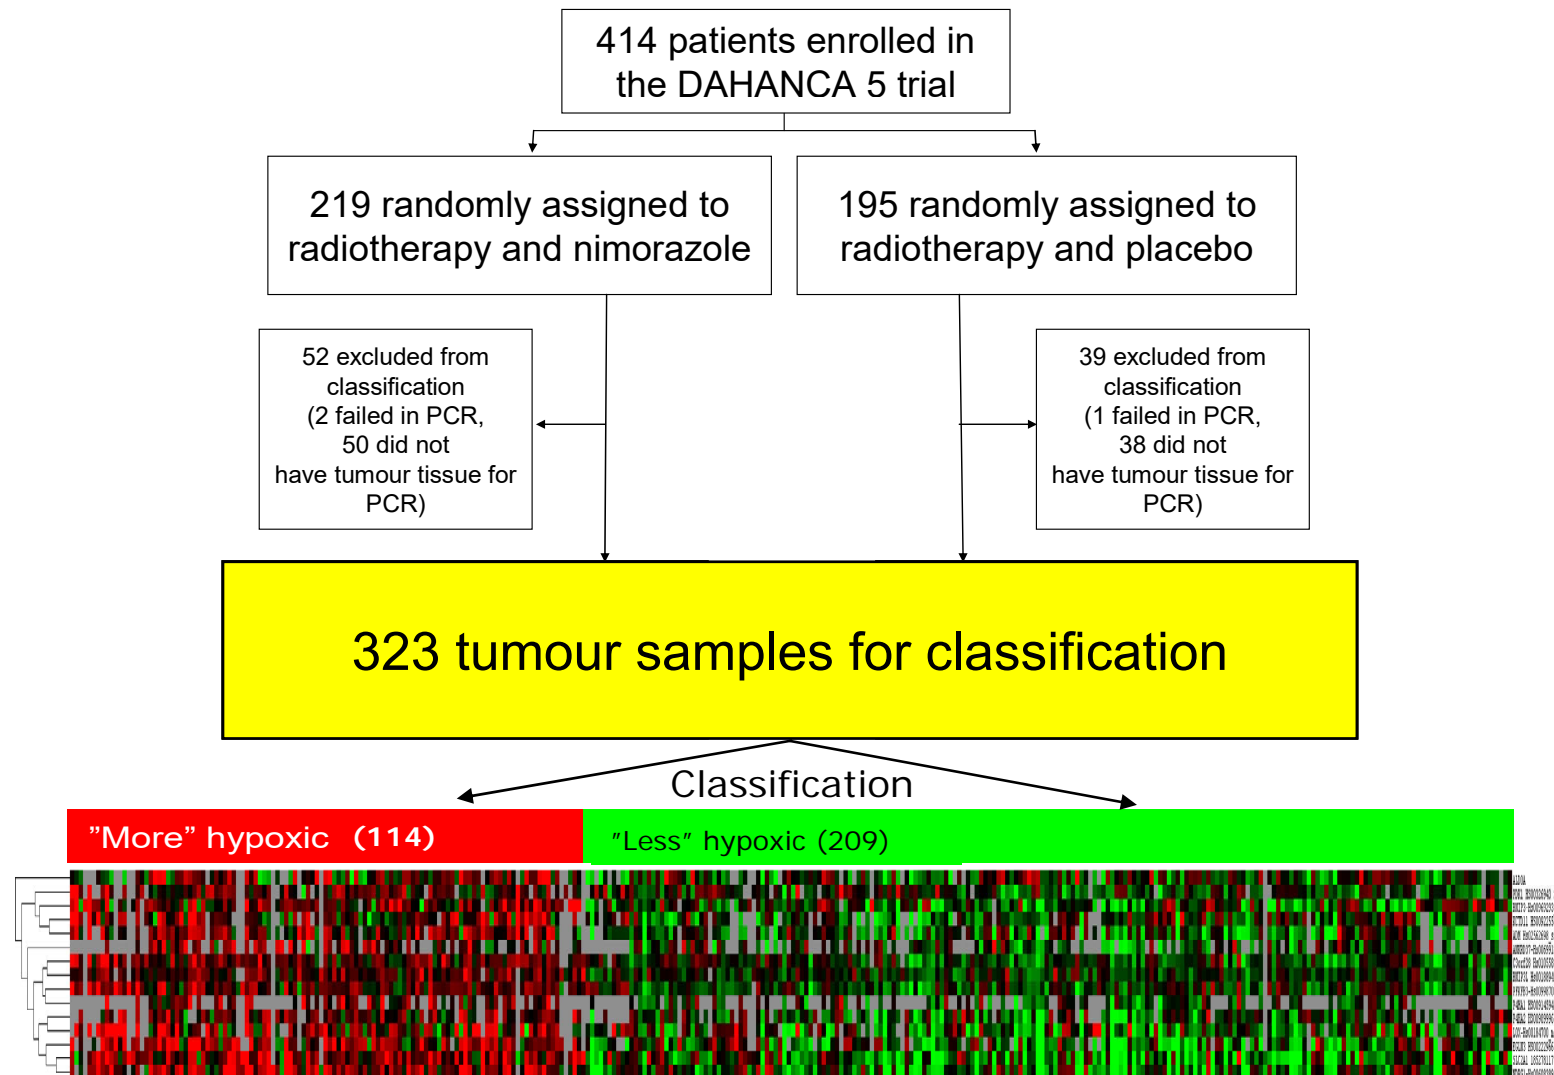 414 patients enrolled in
the DAHANCA 5 trial
219 randomly assigned to
radiotherapy and nimorazole
195 randomly assigned to
radiotherapy and placebo
52 excluded from
classification
(2 failed in PCR,
50 did not
have tumour tissue for
PCR)
39 excluded from
classification
(1 failed in PCR,
38 did not
have tumour tissue for
PCR)
323 tumour samples for classification
Classification
”More” hypoxic (114)
”Less” hypoxic (209)
ALDOA